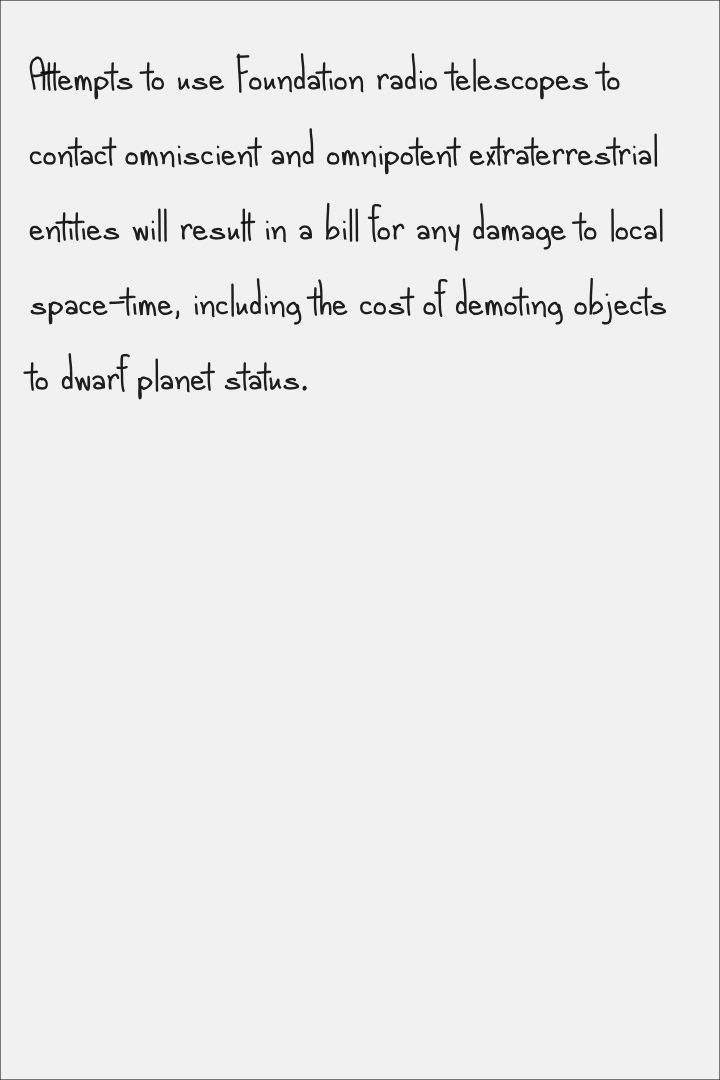 Attempts to use Foundation radio telescopes to
contact omniscient and omnipotent extraterrestrial
entities will result in a bill for any damage to local
space-time, including the cost of demoting objects
to dwarf planet status.